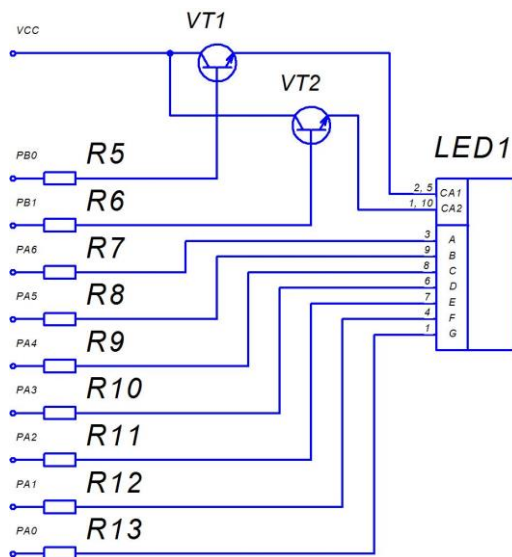 VT1
VCC
VT2
LED1
PB0
R5
2, 5
CA1
1, 10
CA2
PB1
R6
3
A
PA6
R7
9
B
8
C
PA5
R8
6
D
7
E
PA4
R9
4
F
1
G
PA3
R10
PA2
R11
PA1
R12
PA0
R13